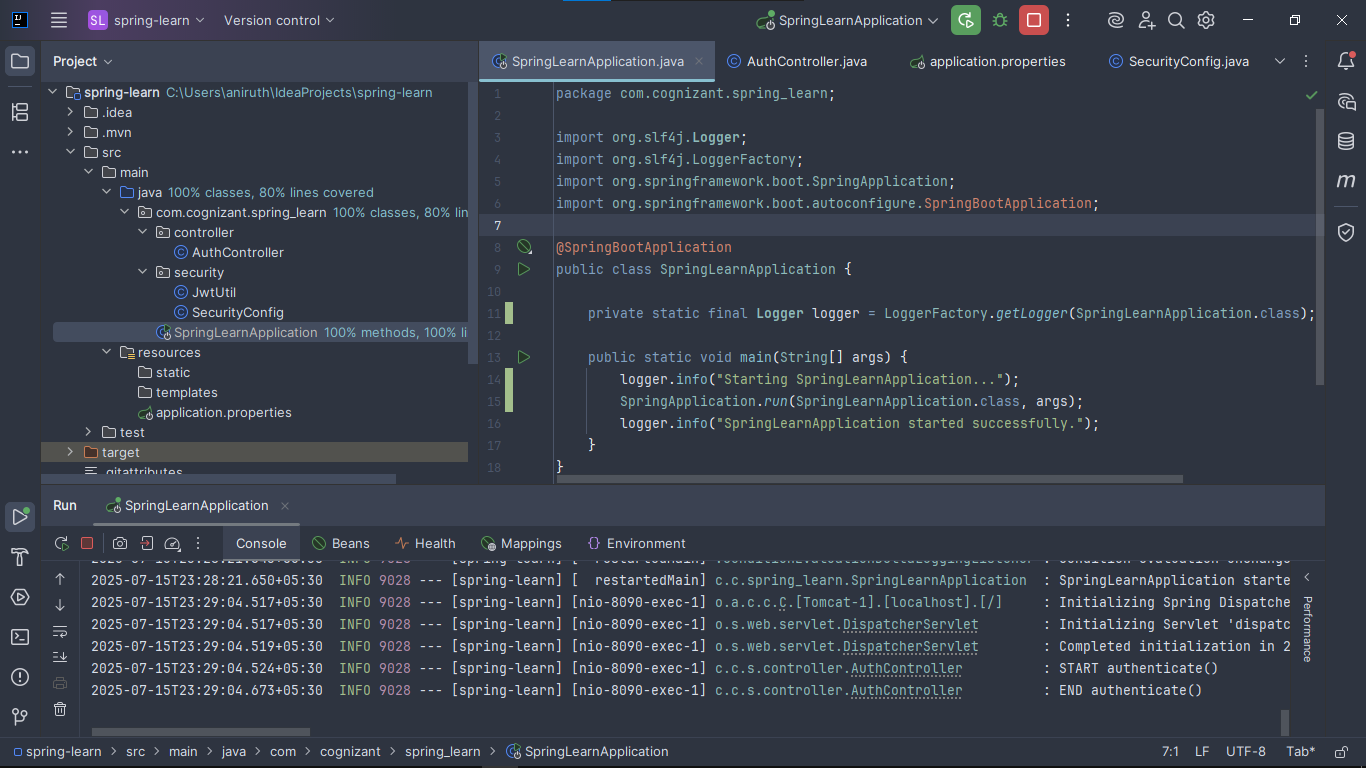 SL spring-learn Version control SpringLearnApplication
Project
spring-learn C:\Users\aniruth\IdeaProjects\spring-learn
.idea
.mvn
src
main
java 100% classes, 80% lines covered
com.cognizant.spring_learn 100% classes, 80% lin
controller
AuthController
security
JwtUtil
SecurityConfig
SpringLearnApplication 100% methods, 100% li
resources
static
templates
application.properties
test
target
.gitattributes
SpringLearnApplication.java AuthController.java application.properties SecurityConfig.java
1 package com.cognizant.spring_learn;
2
3 import org.slf4j.Logger;
4 import org.slf4j.LoggerFactory;
5 import org.springframework.boot.SpringApplication;
6 import org.springframework.boot.autoconfigure.SpringBootApplication;
7
8 @SpringBootApplication
9 public class SpringLearnApplication {
10
11 private static final Logger logger = LoggerFactory.getLogger(SpringLearnApplication.class);
12
13 public static void main(String[] args) {
14 logger.info("Starting SpringLearnApplication...");
15 SpringApplication.run(SpringLearnApplication.class, args);
16 logger.info("SpringLearnApplication started successfully.");
17 }
18 }
m
Run SpringLearnApplication
Console Beans Health Mappings Environment
2025-07-15T23:28:21.650+05:30 INFO 9028 --- [spring-learn] [ restartedMain] c.c.spring_learn.SpringLearnApplication : SpringLearnApplication starte
2025-07-15T23:29:04.517+05:30 INFO 9028 --- [spring-learn] [nio-8090-exec-1] o.a.c.c.C.[Tomcat-1].[localhost].[/] : Initializing Spring Dispatche
2025-07-15T23:29:04.517+05:30 INFO 9028 --- [spring-learn] [nio-8090-exec-1] o.s.web.servlet.DispatcherServlet : Initializing Servlet 'dispatc
2025-07-15T23:29:04.519+05:30 INFO 9028 --- [spring-learn] [nio-8090-exec-1] o.s.web.servlet.DispatcherServlet : Completed initialization in 2
2025-07-15T23:29:04.524+05:30 INFO 9028 --- [spring-learn] [nio-8090-exec-1] c.c.s.controller.AuthController : START authenticate()
2025-07-15T23:29:04.673+05:30 INFO 9028 --- [spring-learn] [nio-8090-exec-1] c.c.s.controller.AuthController : END authenticate()
Performance
spring-learn > src > main > java > com > cognizant > spring_learn > SpringLearnApplication 7:1 LF UTF-8 Tab*